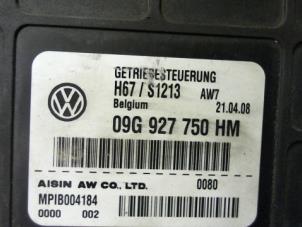 GETRIEBESTEUERUNG
H67 / S1213 AW7
Belgium 21.04.08
09G 927 750 HM
AISIN AW CO., LTD. 0080
MPIB004184
0000 002